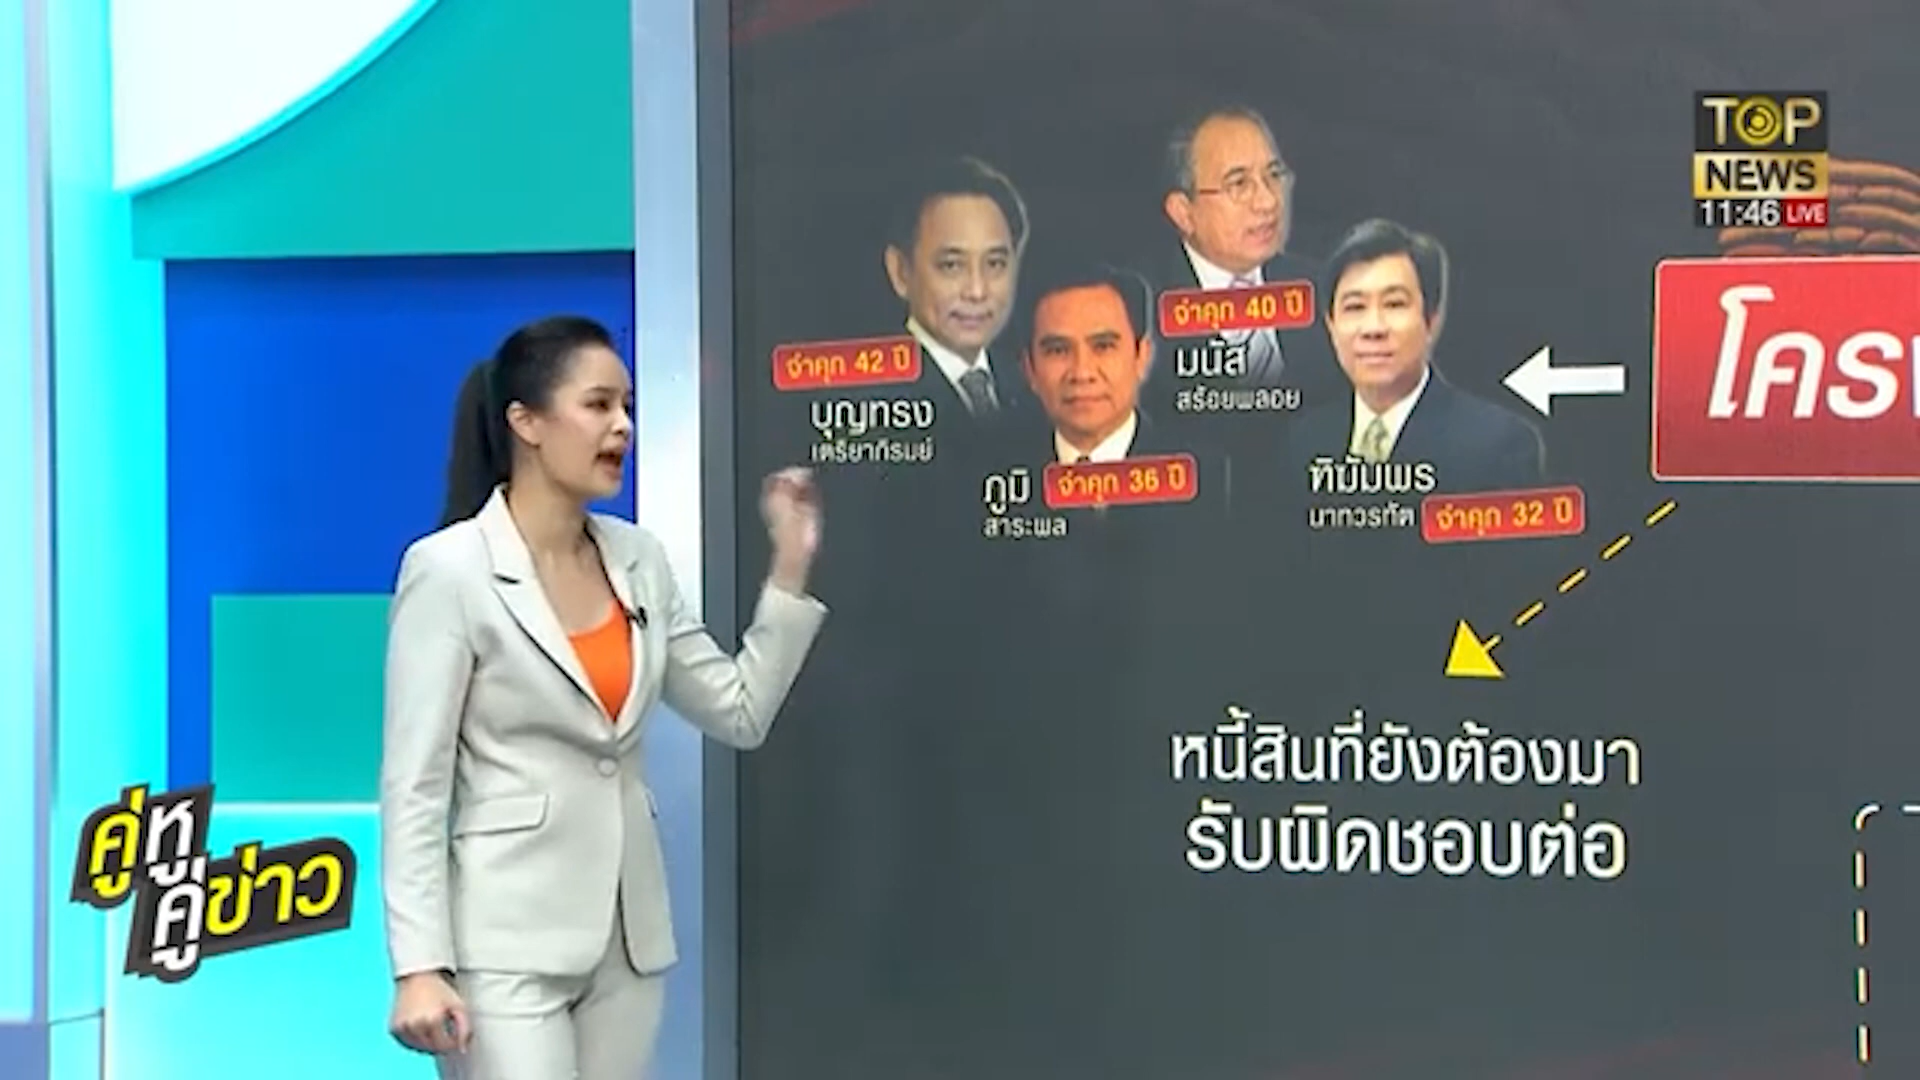 TOP
NEWS
11:46 LIVE
จำคุก 40 ปี
มนัส
สร้อยพลอย
จำคุก 42 ปี
บุญทรง
เตริยาภิรมย์
ภูมิ จำคุก 36 ปี
สาระผล
ฑิฆัมพร
นาทวรทัต จำคุก 32 ปี
หนี้สินที่ยังต้องมา
รับผิดชอบต่อ
คู่หู
คู่ข่าว